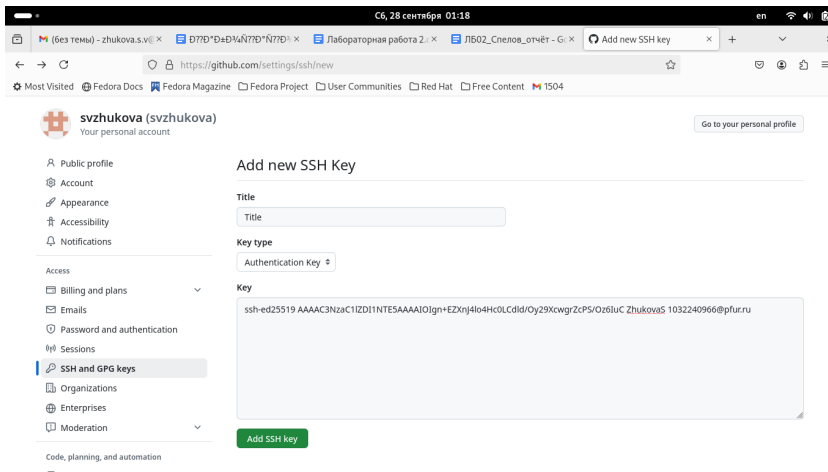 Сб, 28 сентября 01:18
en
(без темы) - zhukova.s.v@
Лабораторная работа 2.
ЛБ02_Спелов_отчёт - Go
Add new SSH key
https://github.com/settings/ssh/new
Most Visited
Fedora Docs
Fedora Magazine
Fedora Project
User Communities
Red Hat
Free Content
1504
svzhukova (svzhukova)
Your personal account
Go to your personal profile
Public profile
Account
Appearance
Accessibility
Notifications
Access
Billing and plans
Emails
Password and authentication
Sessions
SSH and GPG keys
Organizations
Enterprises
Moderation
Code, planning, and automation
Add new SSH Key
Title
Title
Key type
Authentication Key
Key
ssh-ed25519 AAAAC3NzaC1lZDI1NTE5AAAAIOIgn+EZXnJ4lo4Hc0LCdld/Oy29XcwgrZcPS/Oz6IuC ZhukovaS 1032240966@pfur.ru
Add SSH key